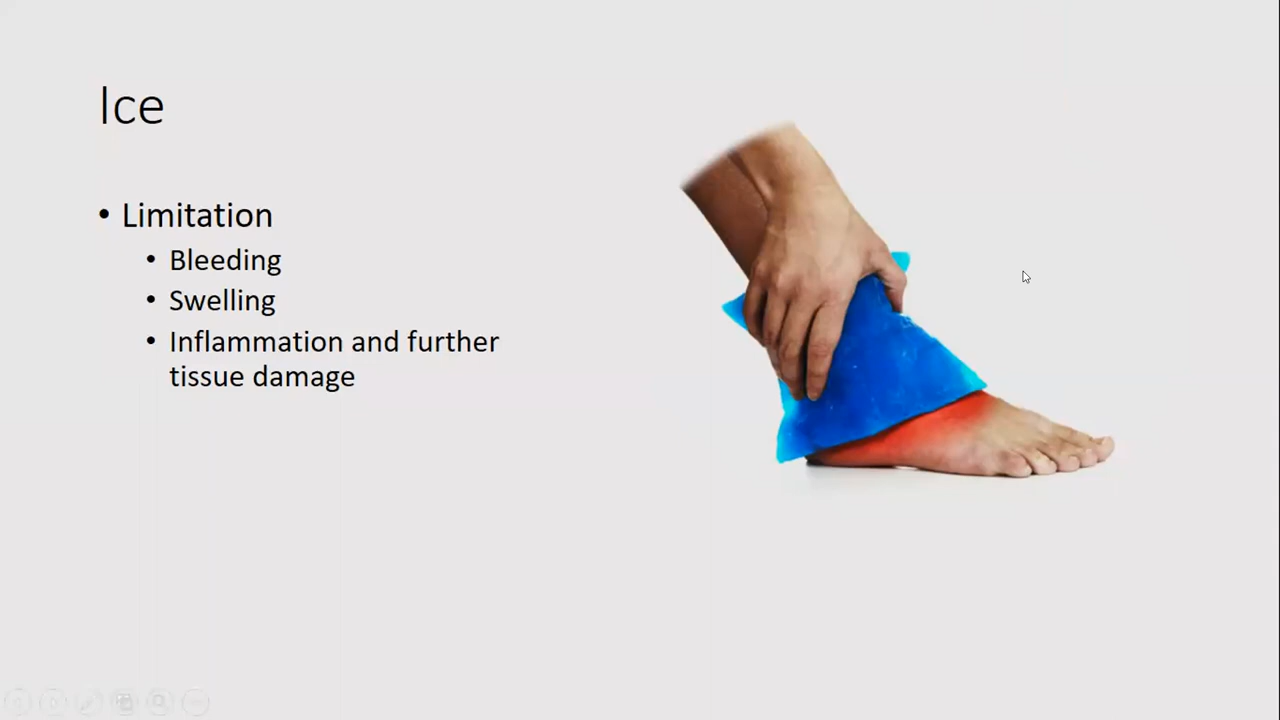 Ice
• Limitation
• Bleeding
• Swelling
• Inflammation and further
tissue damage